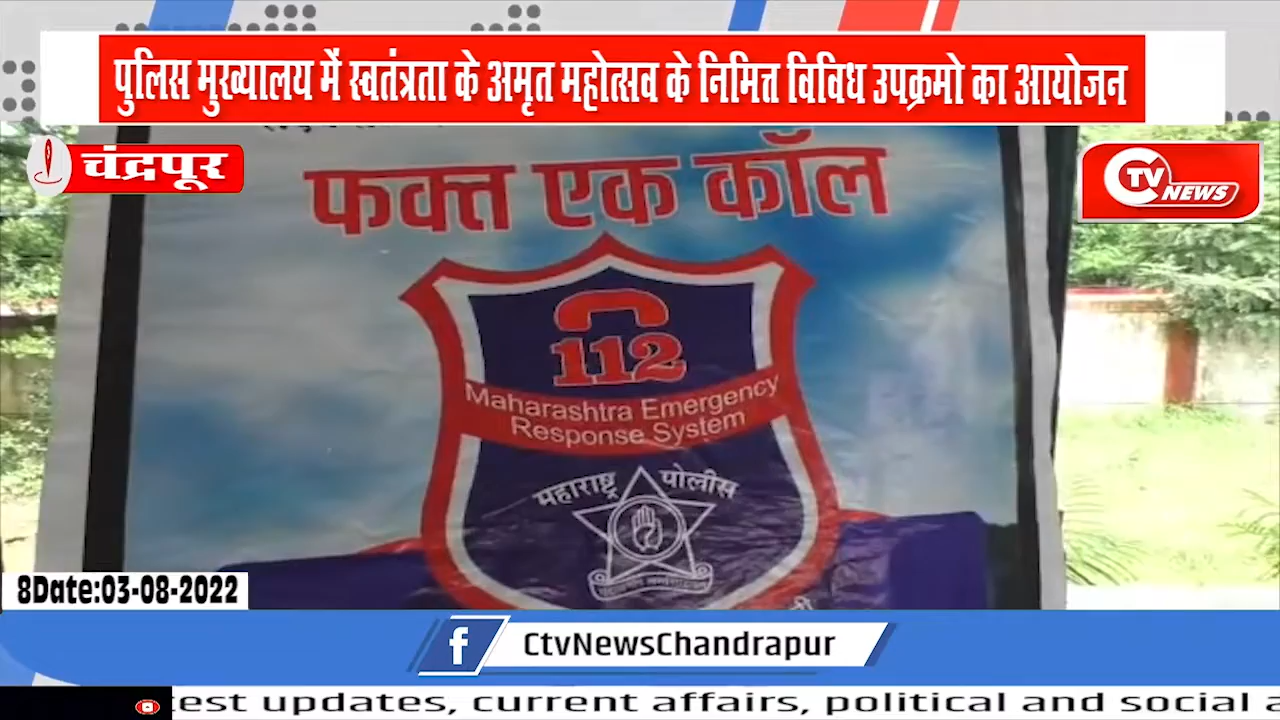 पुलिस मुख्यालय में स्वतंत्रता के अमृत महोत्सव के निमित्त विविध उपक्रमो का आयोजन
चंद्रपूर
CTV NEWS
फक्त एक कॉल
112
Maharashtra Emergency
Response System
महाराष्ट्र पोलीस
8Date:03-08-2022
CtvNewsChandrapur
test updates, current affairs, political and social a